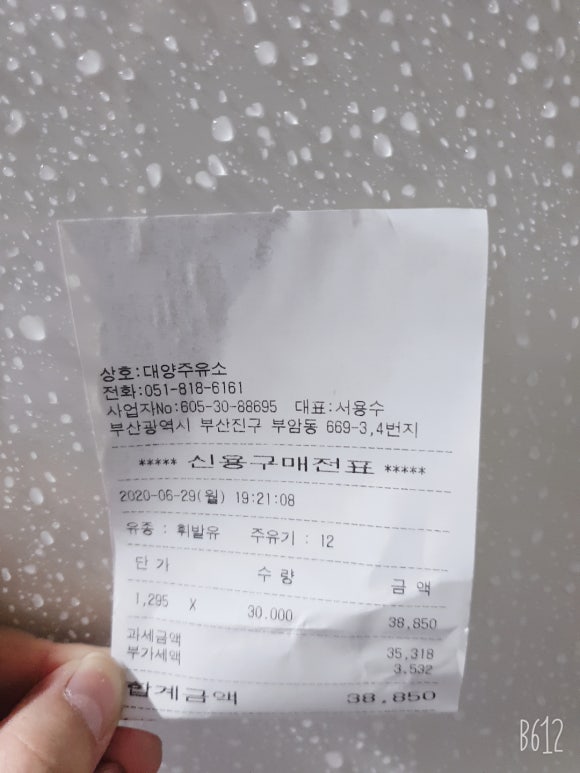 상호:대양주유소
전화:051-818-6161
사업자No:605-30-88695 대표:서용수
부산광역시 부산진구 부암동 669-3,4번지
***** 신용구매전표 *****
2020-06-29(월) 19:21:08
유종 : 휘발유 주유기 : 12
단 가 수 량 금 액
1,295 X 30.000 38,850
과세금액 35,318
부가세액 3.532
합계금액 38,850
B612